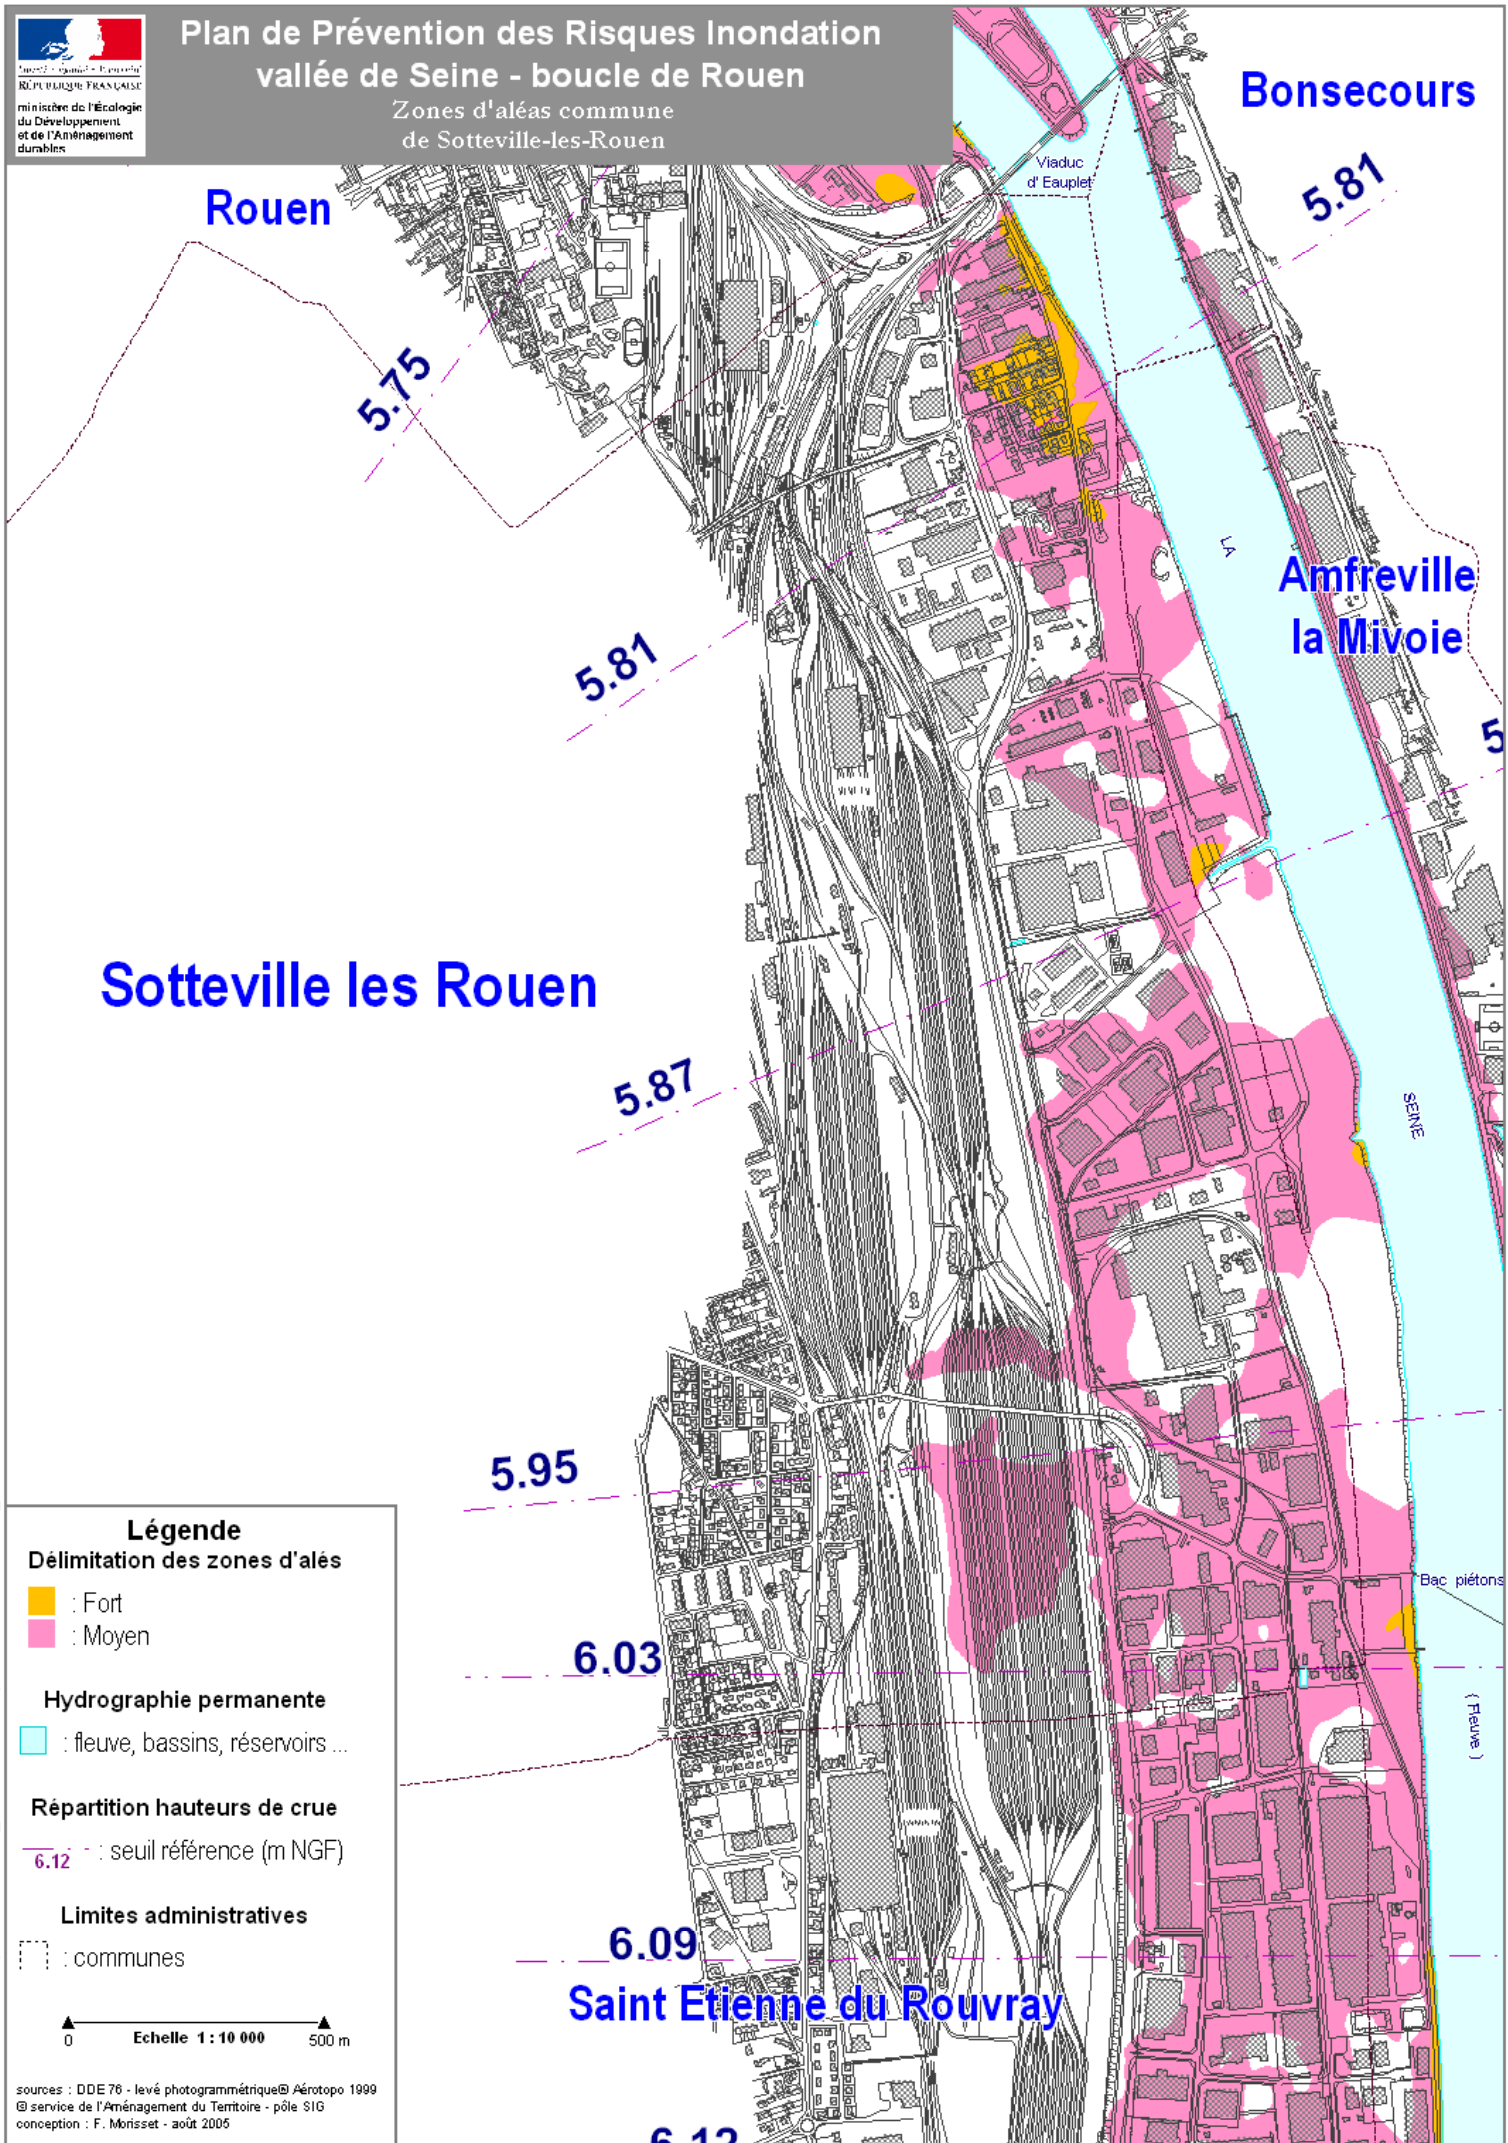 Plan de Prévention des Risques Inondation
vallée de Seine - boucle de Rouen
Zones d'aléas commune
de Sotteville-les-Rouen
RÉPUBLIQUE FRANÇAISE
ministère de l'Écologie
du Développement
et de l'Aménagement
durables
Bonsecours
Rouen
Viaduc
d'Eauplet
5.81
5.75
LA
Amfreville
la Mivoie
5.81
5
Sotteville les Rouen
5.87
SEINE
5.95
Bac piétons
6.03
( Fleuve )
6.09
Saint Etienne du Rouvray
6.12
Légende
Délimitation des zones d'alés
: Fort
: Moyen
Hydrographie permanente
: fleuve, bassins, réservoirs ...
Répartition hauteurs de crue
6.12 : seuil référence (m NGF)
Limites administratives
: communes
0 Echelle 1 : 10 000 500 m
sources : DDE 76 - levé photogrammétrique® Aérotopo 1999
© service de l'Aménagement du Territoire - pôle SIG
conception : F. Morisset - août 2005